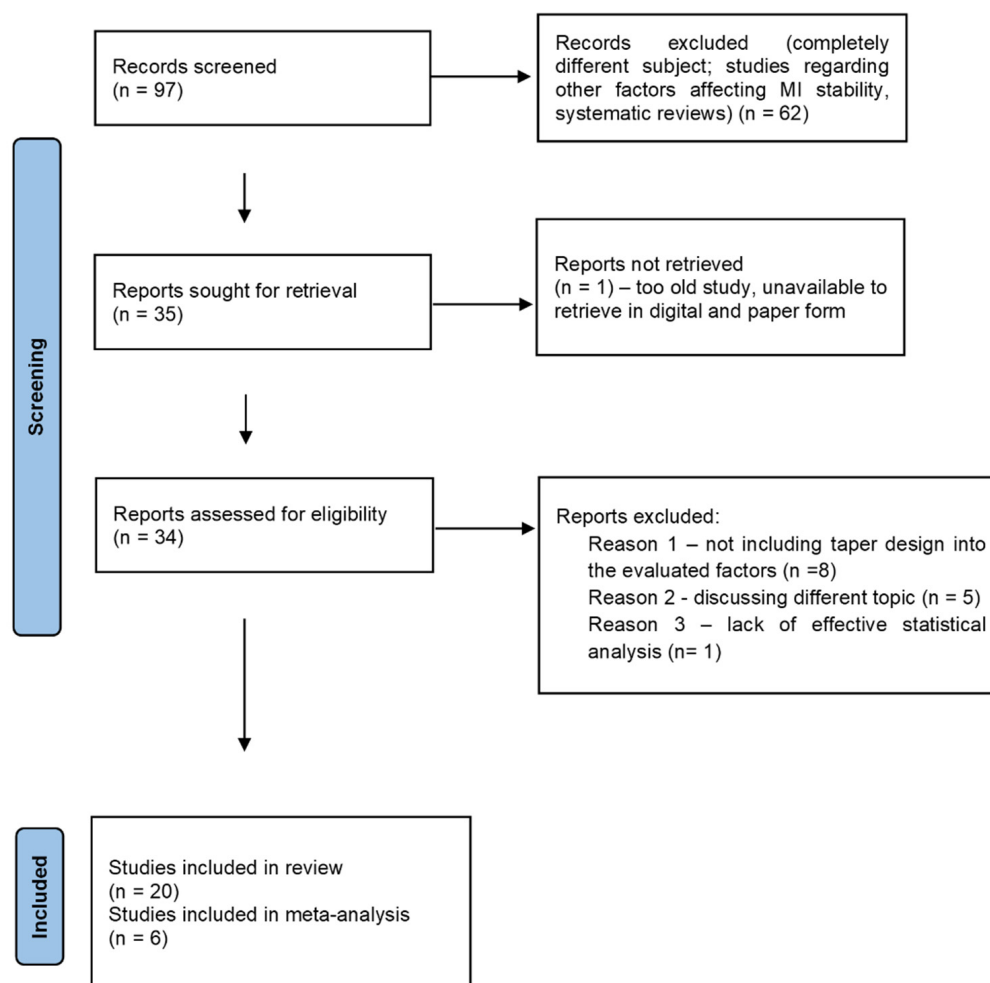 Records screened
(n = 97)
Records excluded (completely
different subject; studies regarding
other factors affecting MI stability,
systematic reviews) (n = 62)
Screening
Reports sought for retrieval
(n = 35)
Reports not retrieved
(n = 1) – too old study, unavailable to
retrieve in digital and paper form
Reports assessed for eligibility
(n = 34)
Reports excluded:
Reason 1 – not including taper design into
the evaluated factors (n =8)
Reason 2 - discussing different topic (n = 5)
Reason 3 – lack of effective statistical
analysis (n= 1)
Included
Studies included in review
(n = 20)
Studies included in meta-analysis
(n = 6)